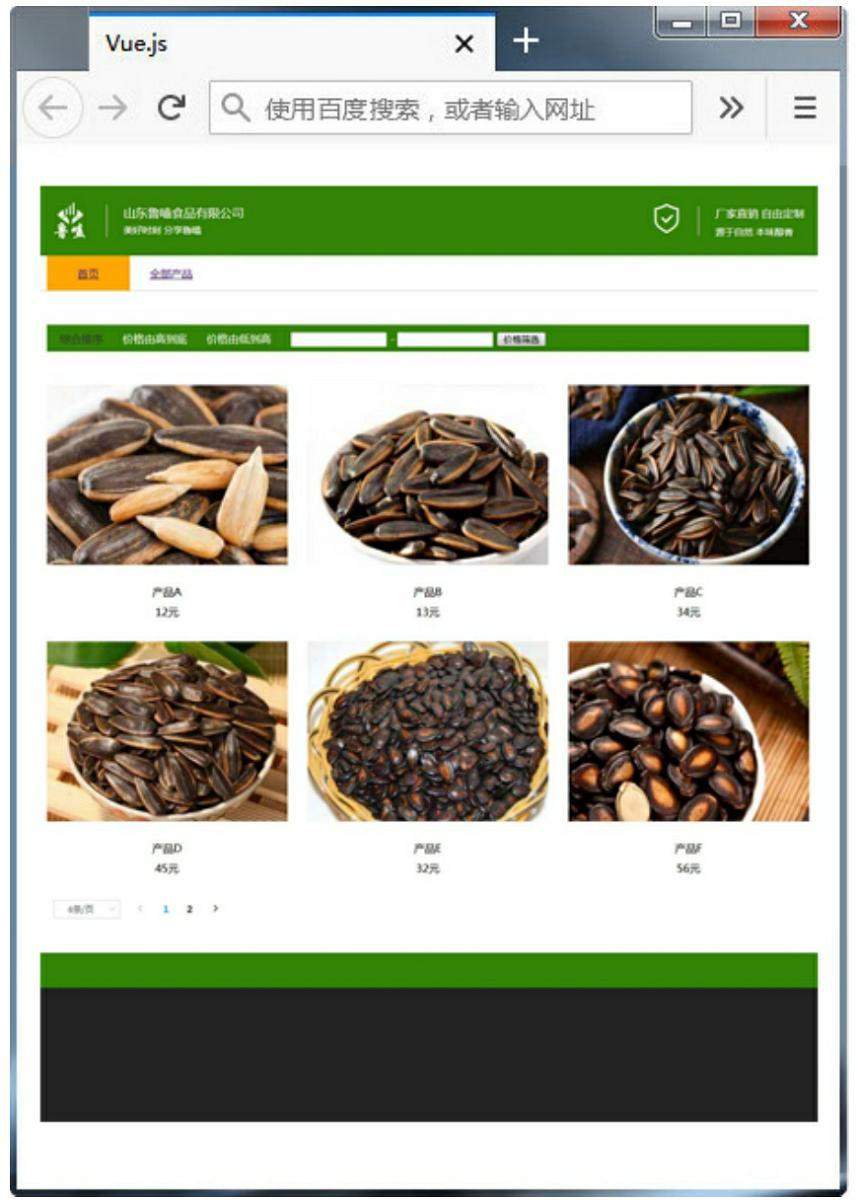 Vue.js
使用百度搜索，或者输入网址
鲁嗑
山东鲁嗑食品有限公司
美好时刻 分享鲁嗑
厂家直销 自由定制
源于自然 本味醇香
首页 全部产品
综合排序 价格由高到底 价格由低到高 - 价格筛选
产品A 产品B 产品C
12元 13元 34元
产品D 产品E 产品F
45元 32元 56元
6条/页 1 2